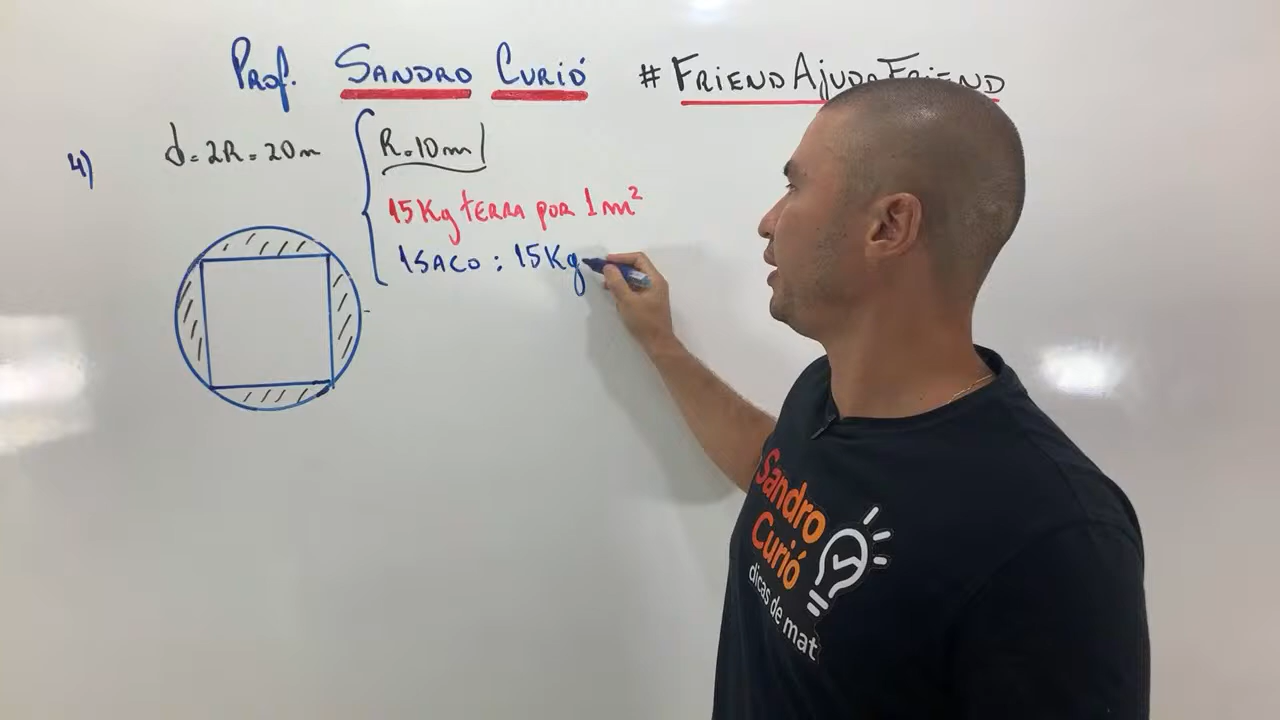 Prof. SANDRO CURIÓ #FRIENDAJUDAFRIEND
4) d=2R=20m
R=10m
15Kg TERRA POR 1m²
1SACO: 15Kg
Sandro
Curió
dicas de mat